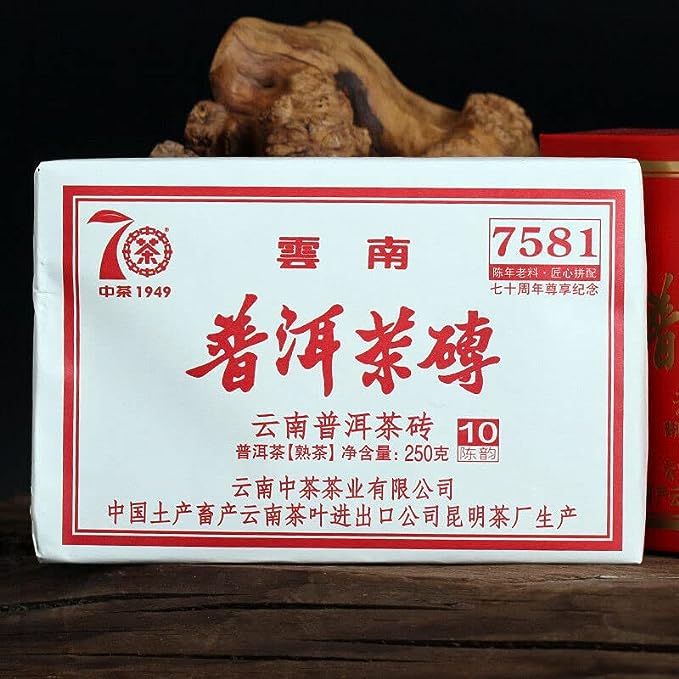 70 茶®
中茶1949
雲南
7581
陈年老料·匠心拼配
七十周年尊享纪念
普洱茶磚
云南普洱茶砖
普洱茶【熟茶】净含量: 250克
10
陈韵
云南中茶茶业有限公司
中国土产畜产云南茶叶进出口公司昆明茶厂生产
普